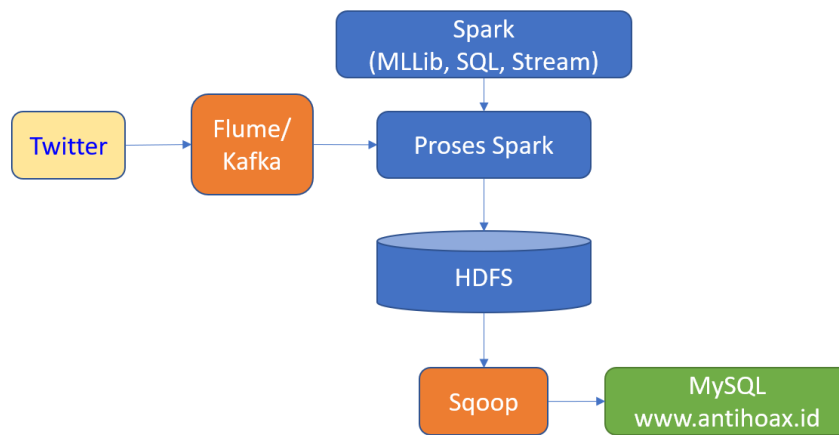 Spark
(MLLib, SQL, Stream)
Twitter
Flume/
Kafka
Proses Spark
HDFS
Sqoop
MySQL
www.antihoax.id